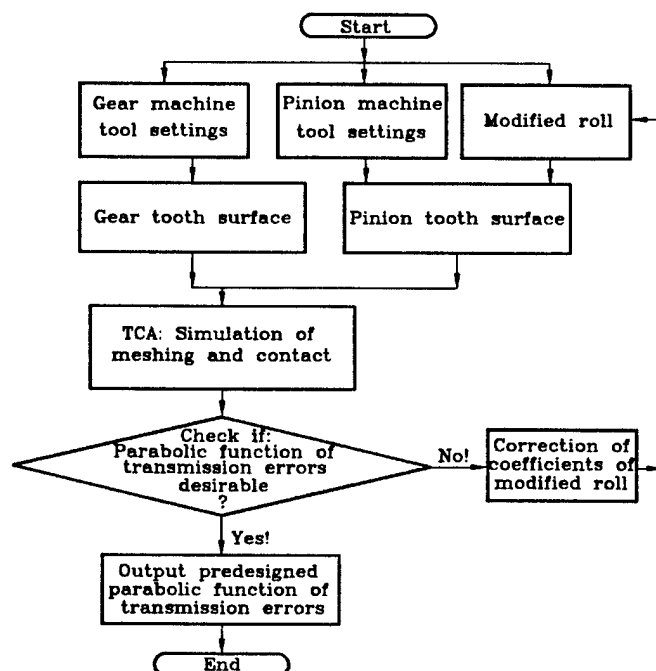 Start
Gear machine
tool settings
Pinion machine
tool settings
Modified roll
Gear tooth surface
Pinion tooth surface
TCA: Simulation of
meshing and contact
Check if:
Parabolic function of
transmission errors
desirable
?
No!
Correction of
coefficients of
modified roll
Yes!
Output predesigned
parabolic function of
transmission errors
End